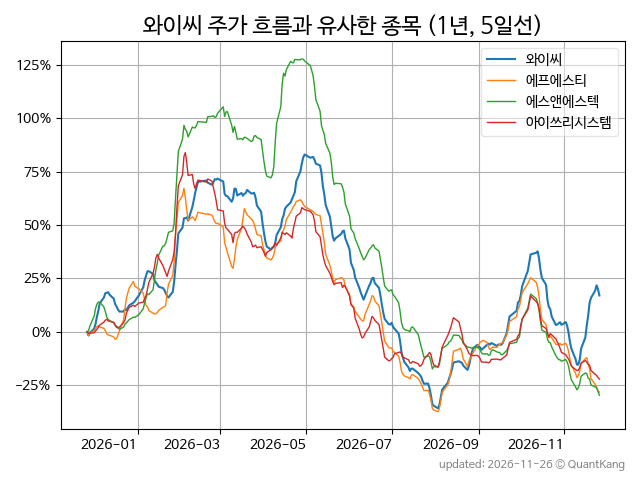 와이씨 주가 흐름과 유사한 종목 (1년, 5일선)
와이씨
에프에스티
에스앤에스텍
아이쓰리시스템
125%
100%
75%
50%
25%
0%
−25%
2026-01 2026-03 2026-05 2026-07 2026-09 2026-11
updated: 2026-11-26 © QuantKang